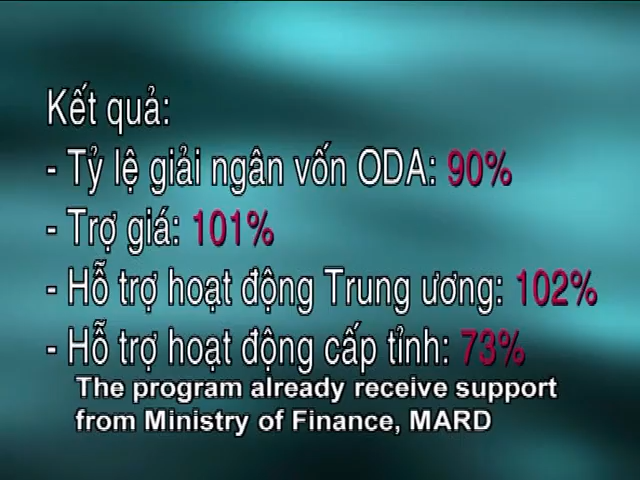 Kết quả:
- Tỷ lệ giải ngân vốn ODA: 90%
- Trợ giá: 101%
- Hỗ trợ hoạt động Trung ương: 102%
- Hỗ trợ hoạt động cấp tỉnh: 73%
The program already receive support
from Ministry of Finance, MARD